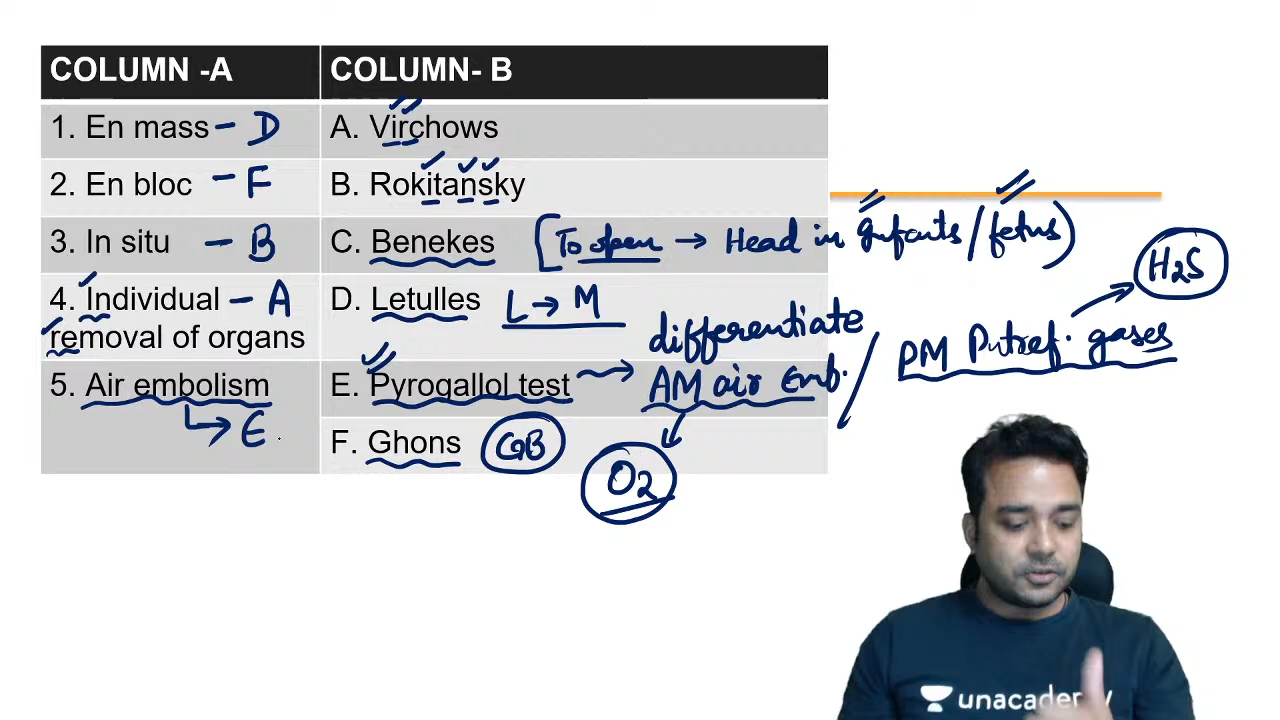 COLUMN -A COLUMN- B
1. En mass - D A. Virchows
2. En bloc - F B. Rokitansky
3. In situ - B C. Benekes [To open → Head in infants/fetus)
H2S
4. Individual - A D. Letulles L → M
removal of organs
differentiate
/ PM Putref. gases
5. Air embolism E. Pyrogallol test → AM air Emb.
↳ E F. Ghons GB
O2
unacademy